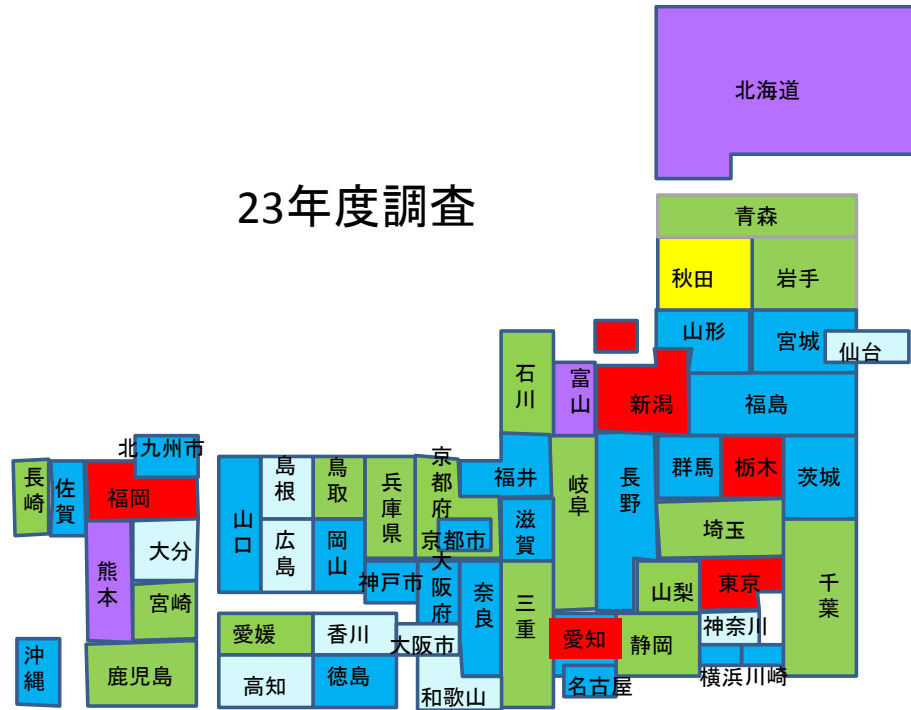 北海道
23年度調査
青森
秋田
岩手
山形
宮城
仙台
石川
富山
新潟
福島
北九州市
長崎
佐賀
福岡
山口
島根
鳥取
兵庫県
京都府
福井
岐阜
長野
群馬
栃木
茨城
熊本
大分
広島
岡山
京都市
滋賀
埼玉
神戸市
大阪府
奈良
三重
山梨
東京
千葉
宮崎
愛媛
香川
大阪市
愛知
静岡
神奈川
沖縄
鹿児島
高知
徳島
和歌山
名古屋
横浜
川崎